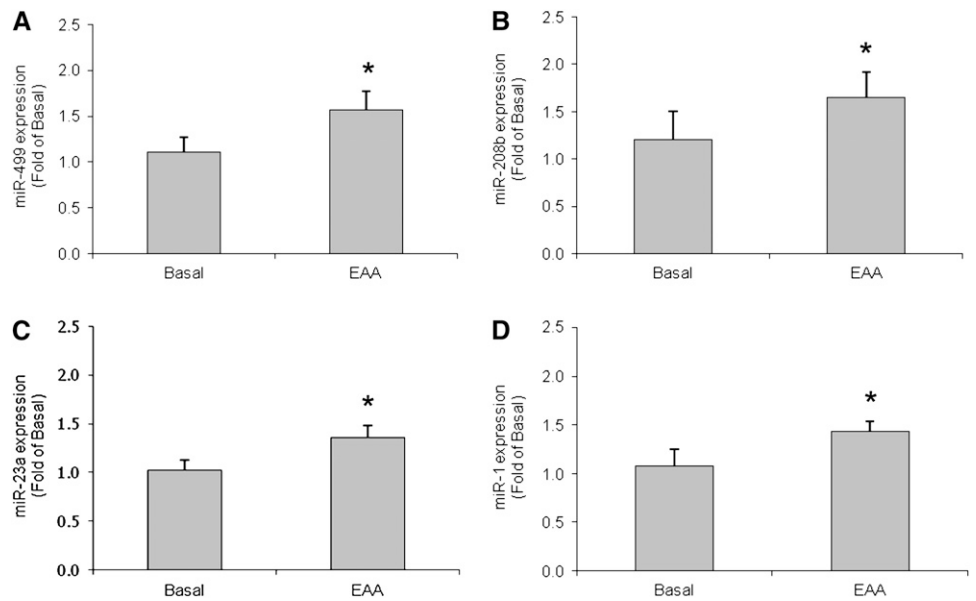 A
miR-499 expression
(Fold of Basal)
2.5
2.0
1.5
1.0
0.5
0.0
*
Basal EAA
B
miR-208b expression
(Fold of Basal)
2.5
2.0
1.5
1.0
0.5
0.0
*
Basal EAA
C
miR-23a expression
(Fold of Basal)
2.5
2.0
1.5
1.0
0.5
0.0
*
Basal EAA
D
miR-1 expression
(Fold of Basal)
2.5
2.0
1.5
1.0
0.5
0.0
*
Basal EAA